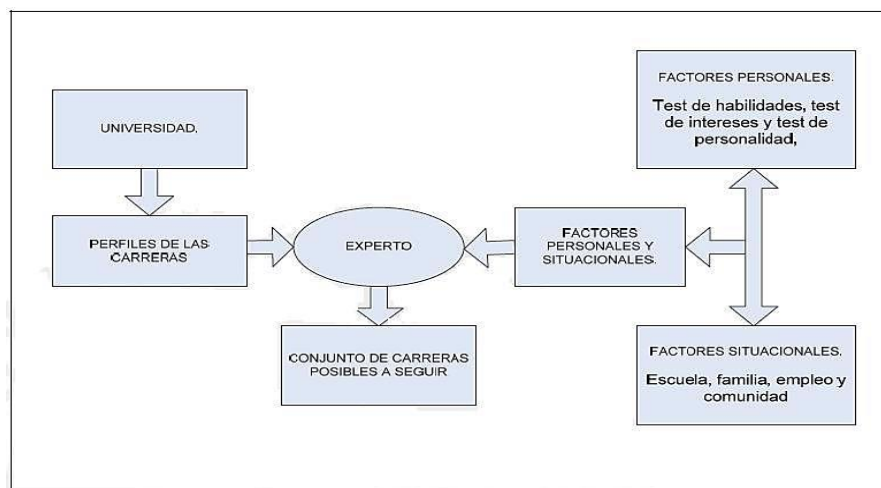 UNIVERSIDAD.
PERFILES DE LAS
CARRERAS
EXPERTO
CONJUNTO DE CARRERAS
POSIBLES A SEGUIR
FACTORES
PERSONALES Y
SITUACIONALES.
FACTORES PERSONALES.
Test de habilidades, test
de intereses y test de
personalidad,
FACTORES SITUACIONALES.
Escuela, familia, empleo y
comunidad